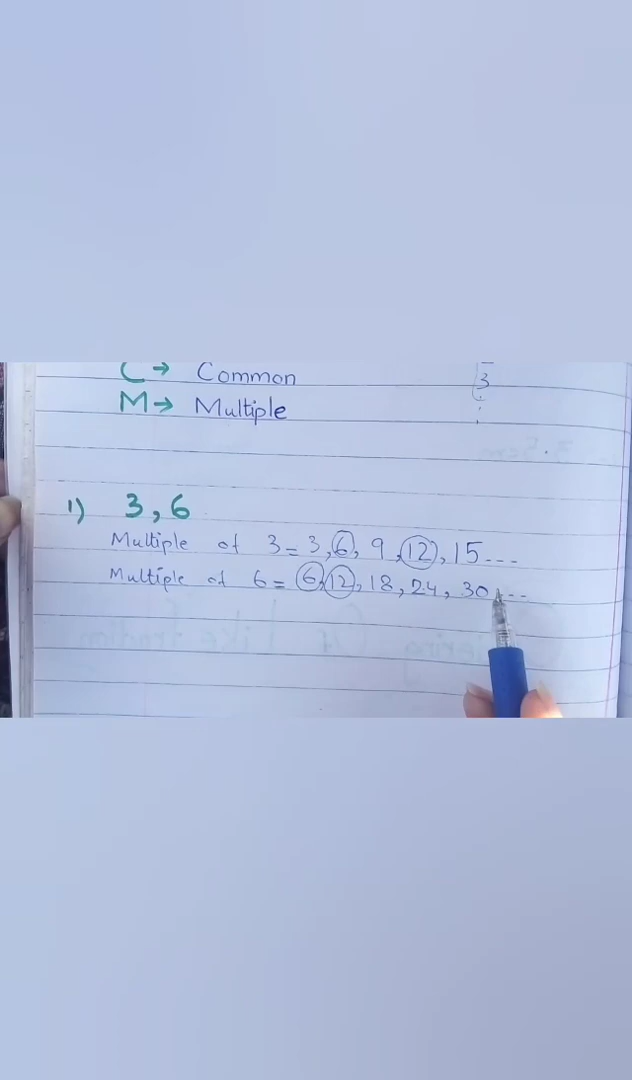 C → Common
3
M → Multiple
1) 3, 6
Multiple of 3 = 3, 6, 9, 12, 15...
Multiple of 6 = 6, 12, 18, 24, 30, ...